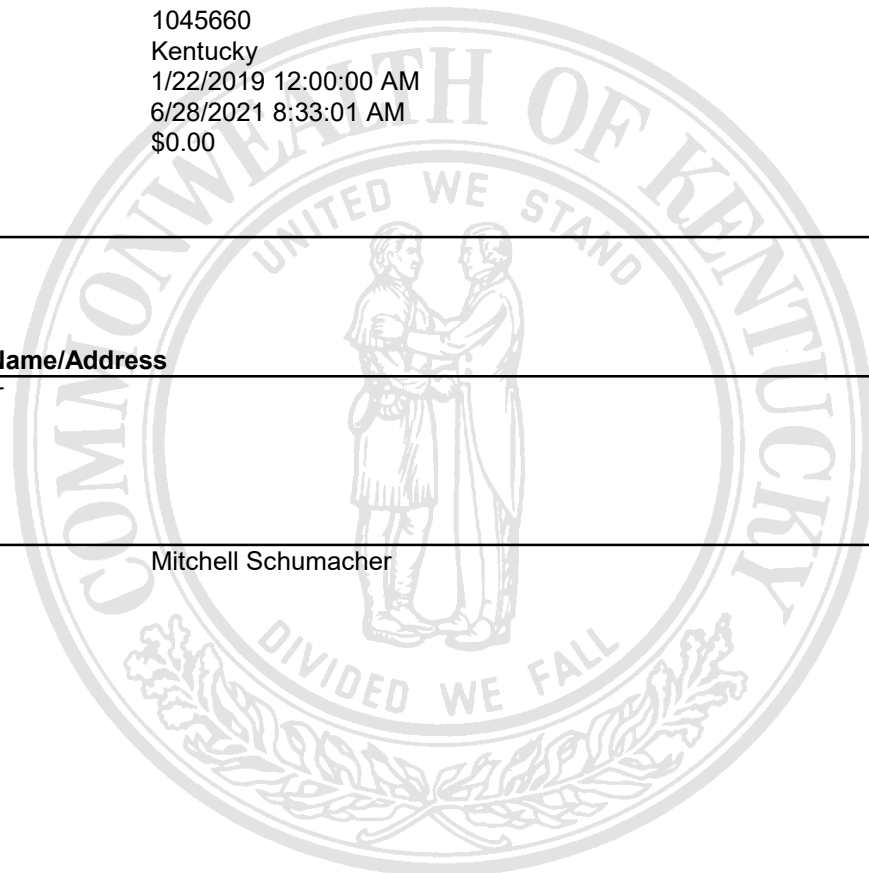 1045660
Kentucky
1/22/2019 12:00:00 AM
6/28/2021 8:33:01 AM
$0.00
COMMONWEALTH OF KENTUCKY
UNITED WE STAND
ame/Address
r
Mitchell Schumacher
DIVIDED WE FALL